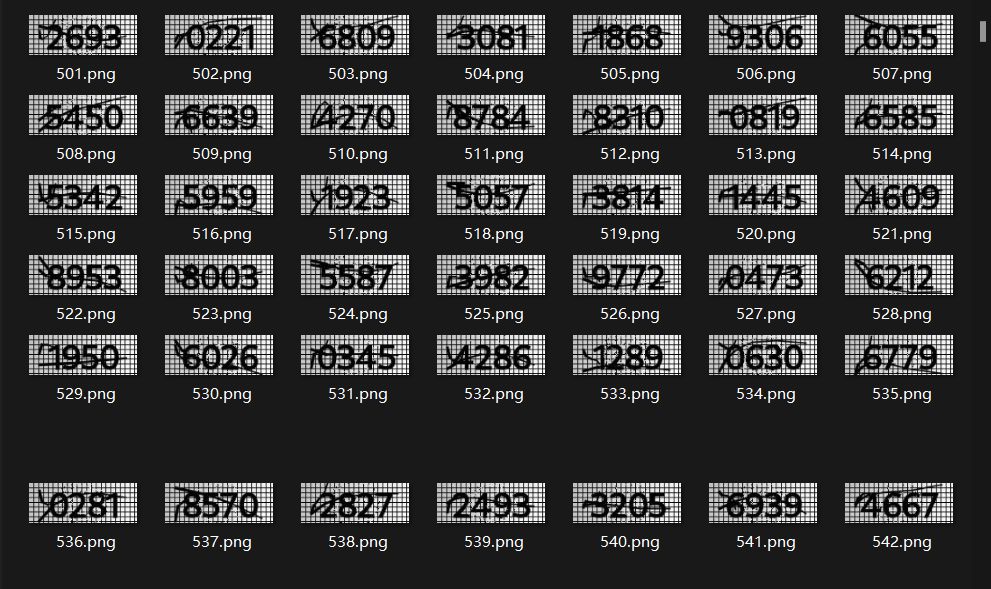 2693 0221 6809 3081 1868 9306 6055
501.png 502.png 503.png 504.png 505.png 506.png 507.png
5450 6639 4270 8784 8310 0819 6585
508.png 509.png 510.png 511.png 512.png 513.png 514.png
5342 5959 1923 5057 3814 1445 4609
515.png 516.png 517.png 518.png 519.png 520.png 521.png
8953 8003 5587 3982 9772 0473 6212
522.png 523.png 524.png 525.png 526.png 527.png 528.png
1950 6026 0345 4286 1289 0630 6779
529.png 530.png 531.png 532.png 533.png 534.png 535.png
0281 8570 2827 2493 3205 6939 4667
536.png 537.png 538.png 539.png 540.png 541.png 542.png